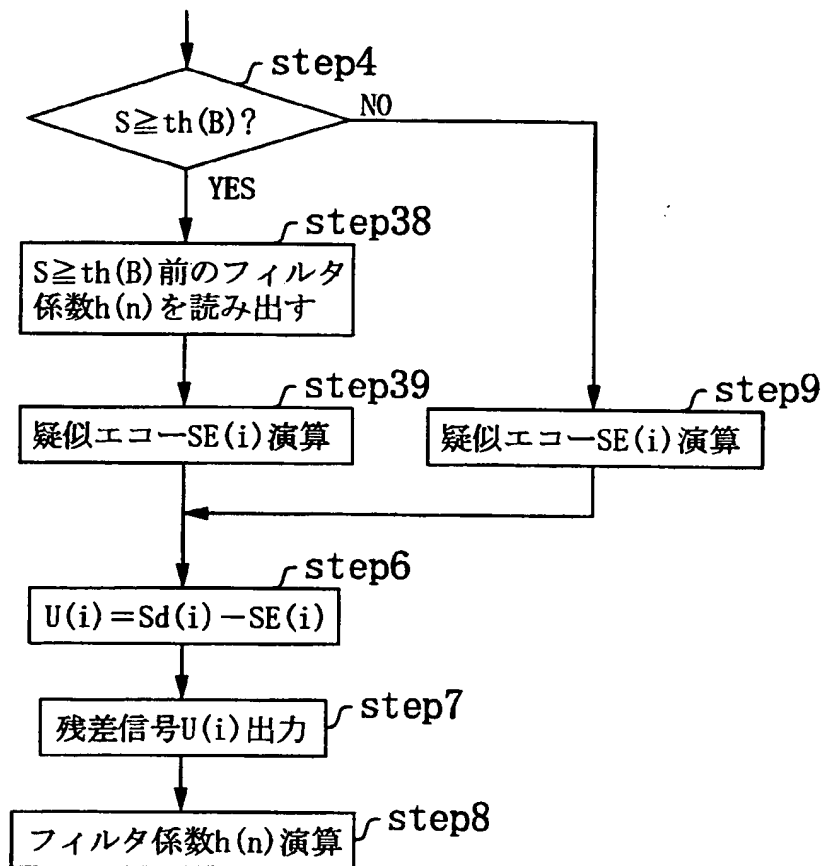 step4
S≧th(B)?
NO
YES
step38
S≧th(B)前のフィルタ
係数h(n)を読み出す
step39
疑似エコーSE(i)演算
step9
疑似エコーSE(i)演算
step6
U(i)=Sd(i)-SE(i)
step7
残差信号U(i)出力
step8
フィルタ係数h(n)演算